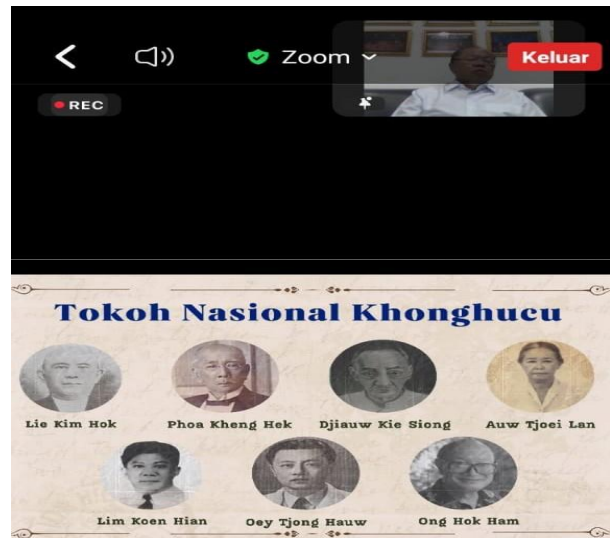 Zoom
Keluar
REC
Tokoh Nasional Khonghucu
Lie Kim Hok
Phoa Kheng Hek
Djiauw Kie Siong
Auw Tjoei Lan
Lim Koen Hian
Oey Tjong Hauw
Ong Hok Ham